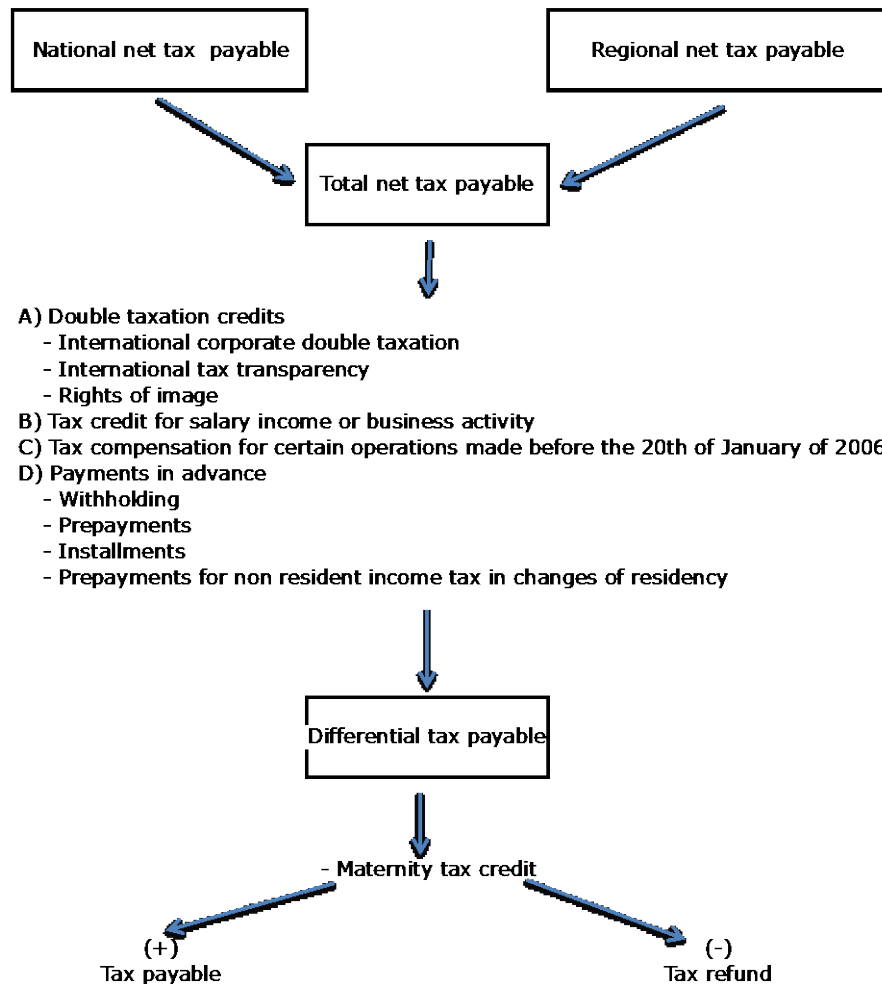 National net tax payable
Regional net tax payable
Total net tax payable
A) Double taxation credits
- International corporate double taxation
- International tax transparency
- Rights of image
B) Tax credit for salary income or business activity
C) Tax compensation for certain operations made before the 20th of January of 2006
D) Payments in advance
- Withholding
- Prepayments
- Installments
- Prepayments for non resident income tax in changes of residency
Differential tax payable
- Maternity tax credit
(+)
Tax payable
(-)
Tax refund